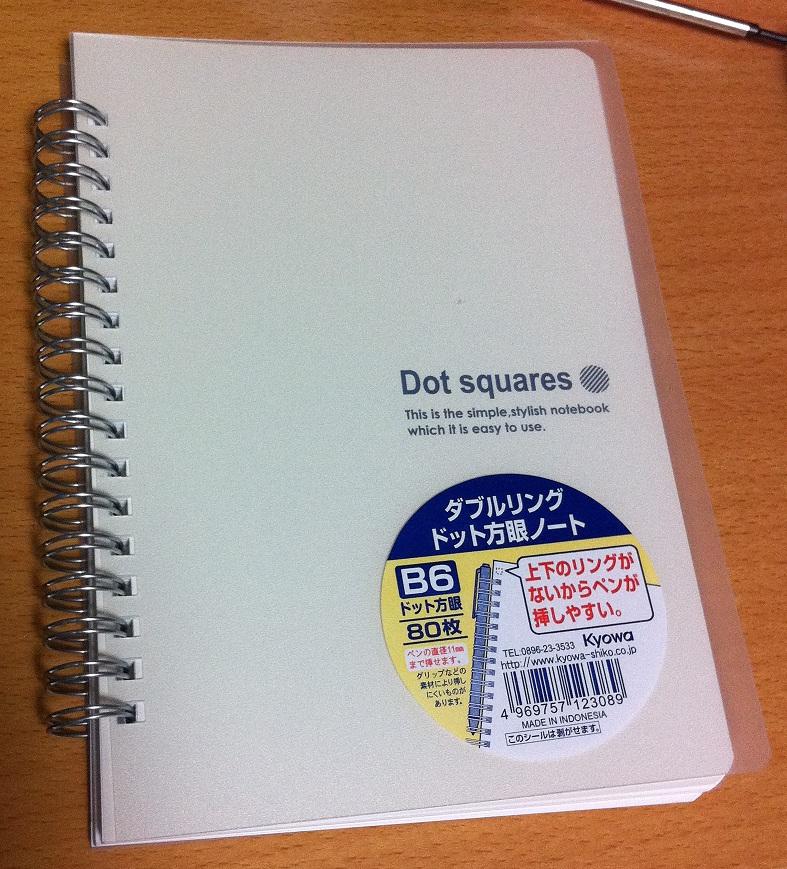 Dot squares
This is the simple,stylish notebook
which it is easy to use.
ダブルリング
ドット方眼ノート
B6
ドット方眼
80枚
ペンの直径11mm
まで挿せます。
グリップなどの
素材により挿し
にくいものが
あります。
上下のリングが
ないからペンが
挿しやすい。
TEL:0896-23-3533 Kyowa
http://www.kyowa-shiko.co.jp
4 969757 123089
MADE IN INDONESIA
このシールは剥がせます。